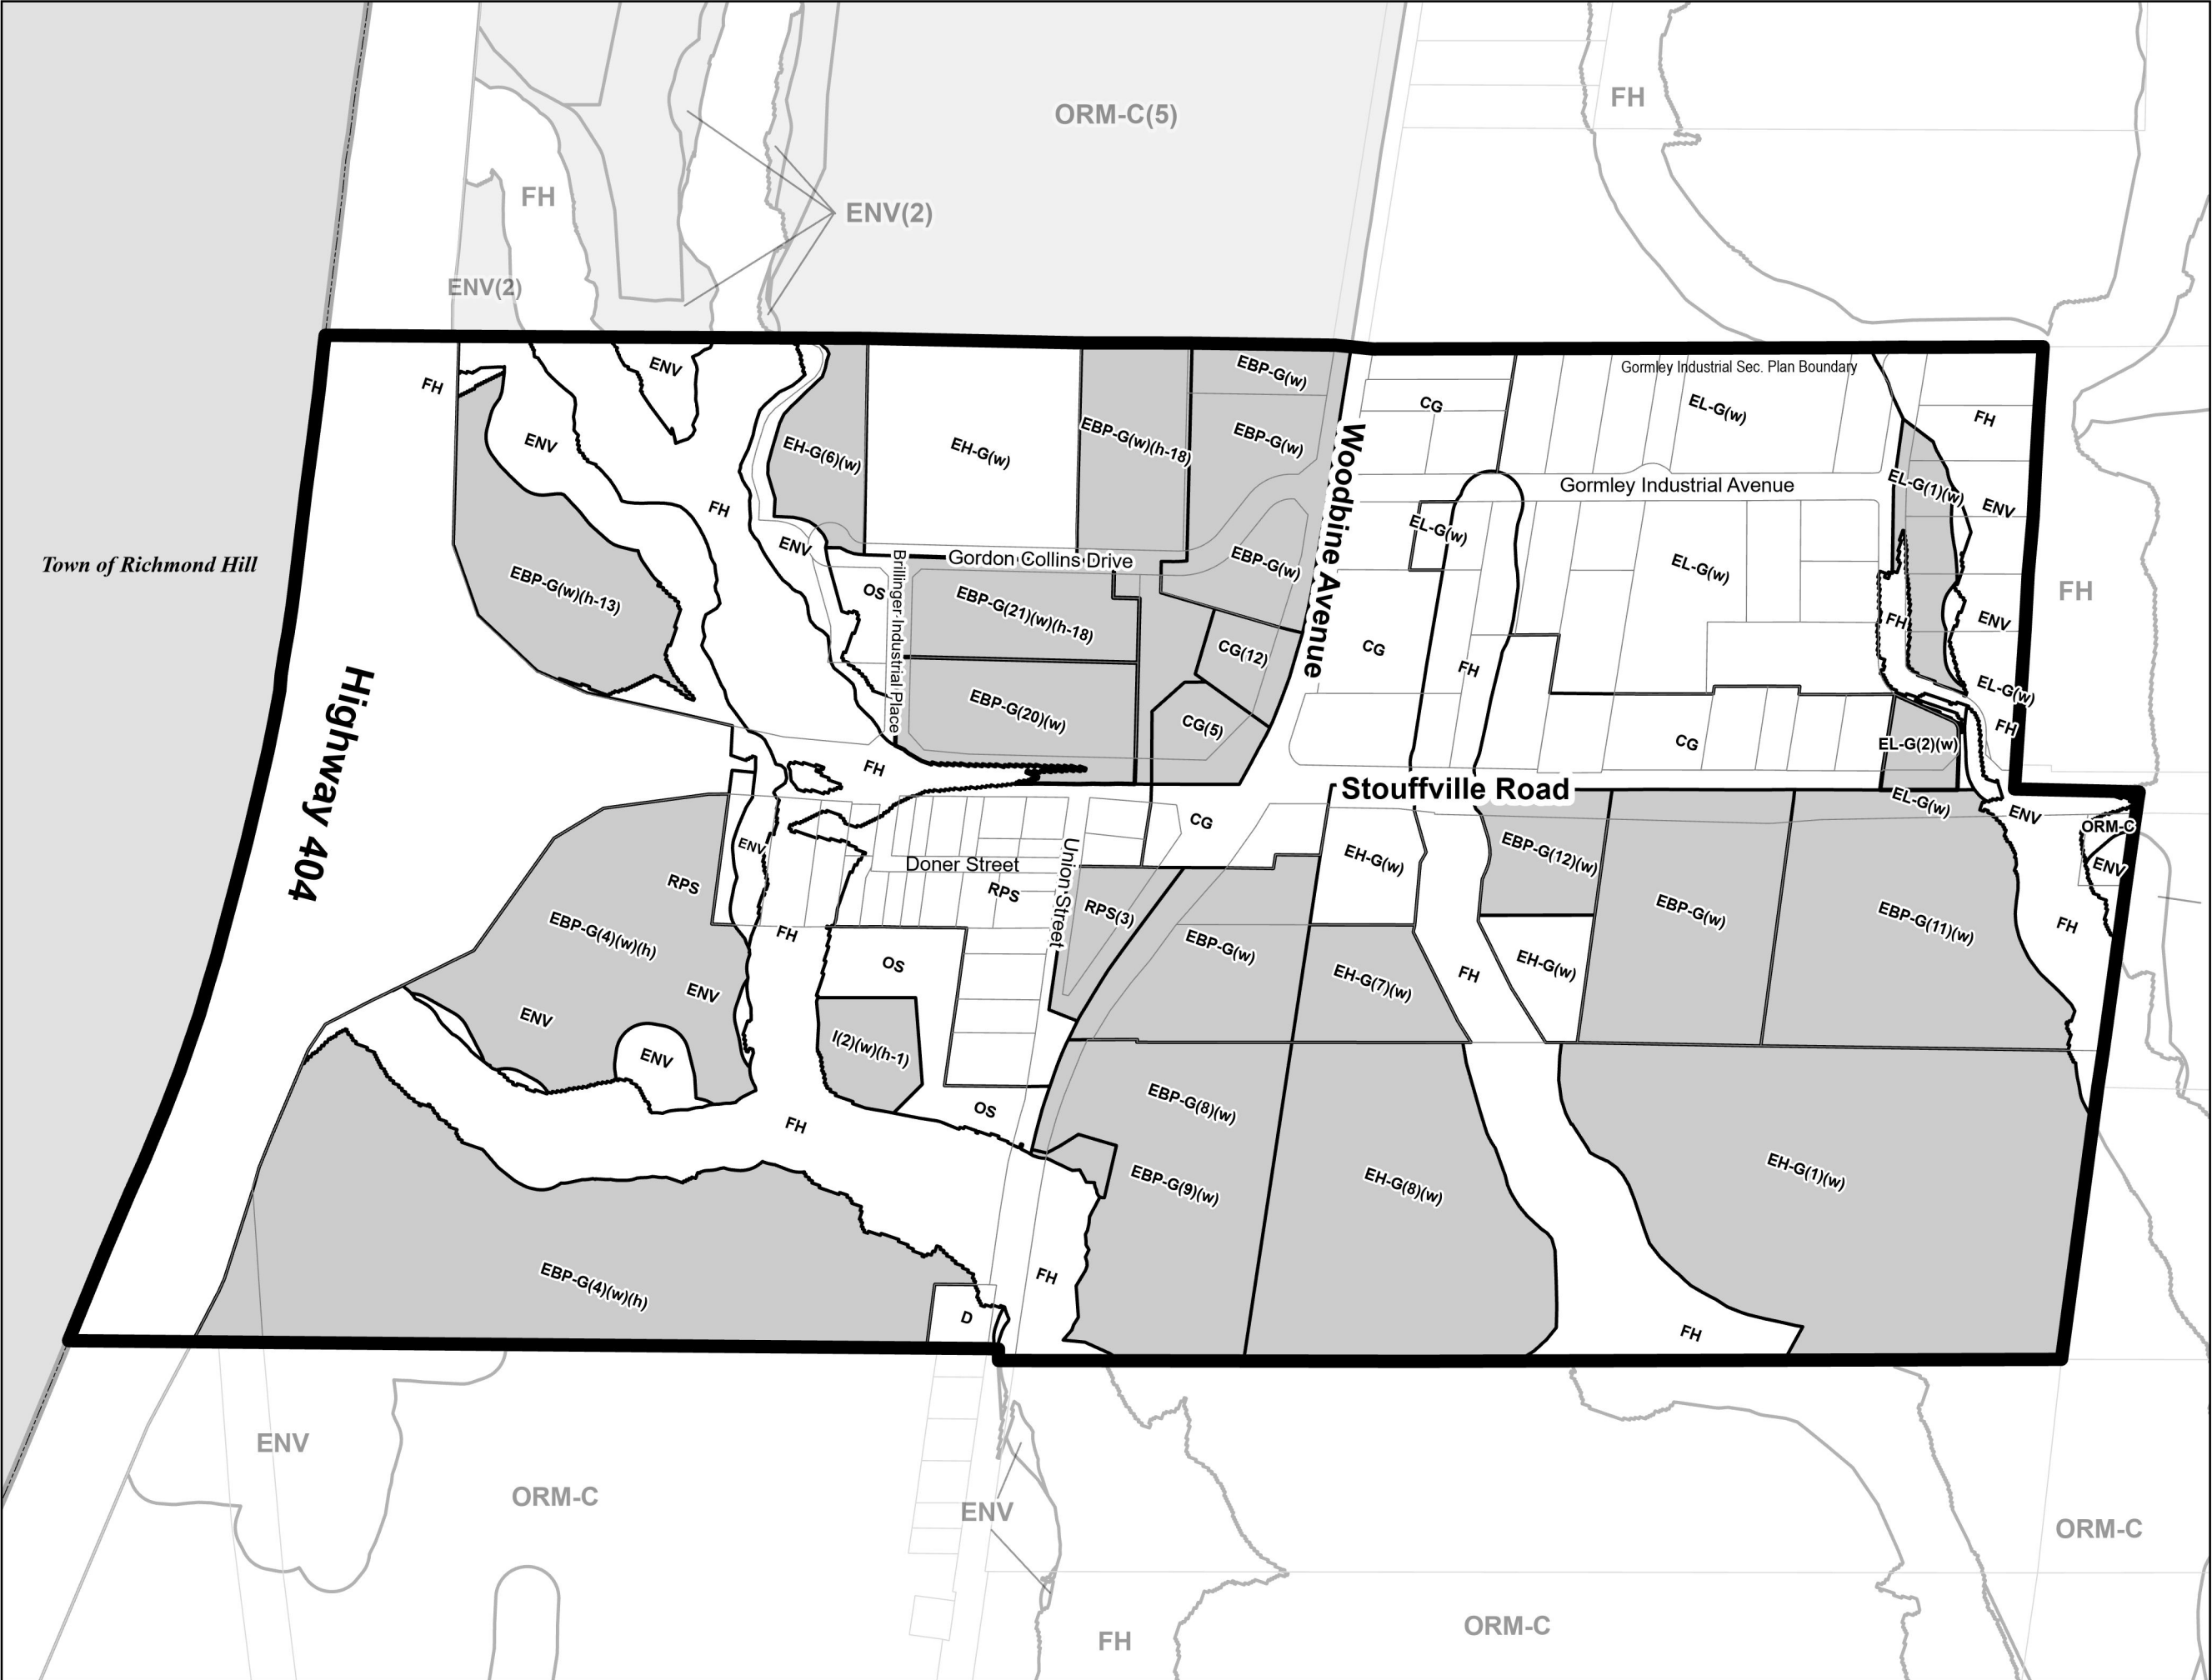 FH
ORM-C(5)
FH
ENV(2)
ENV(2)
Gormley Industrial Sec. Plan Boundary
ENV
EBP-G(w)
FH
CG
EL-G(w)
FH
EBP-G(w)
EBP-G(w)(h-18)
ENV
EH-G(6)(w)
EH-G(w)
Woodbine Avenue
Gormley Industrial Avenue
EL-G(1)(w)
FH
ENV
EL-G(w)
ENV
Gordon Collins Drive
EBP-G(w)
Town of Richmond Hill
EL-G(w)
EBP-G(w)(h-13)
OS
Brillinger Industrial Place
EBP-G(21)(w)(h-18)
FH
FH
ENV
CG(12)
CG
FH
EL-G(w)
EBP-G(20)(w)
CG(5)
FH
CG
EL-G(2)(w)
Highway 404
FH
Stouffville Road
EL-G(w)
ENV
ORM-C
CG
ENV
EH-G(w)
EBP-G(12)(w)
ENV
Doner Street
Union Street
RPS
RPS
RPS(3)
EBP-G(w)
EBP-G(11)(w)
FH
EBP-G(4)(w)(h)
FH
EBP-G(w)
OS
EH-G(7)(w)
FH
EH-G(w)
ENV
ENV
I(2)(w)(h-1)
ENV
EBP-G(8)(w)
OS
FH
EBP-G(9)(w)
EH-G(8)(w)
EH-G(1)(w)
EBP-G(4)(w)(h)
FH
D
FH
ENV
ORM-C
ENV
ORM-C
FH
ORM-C